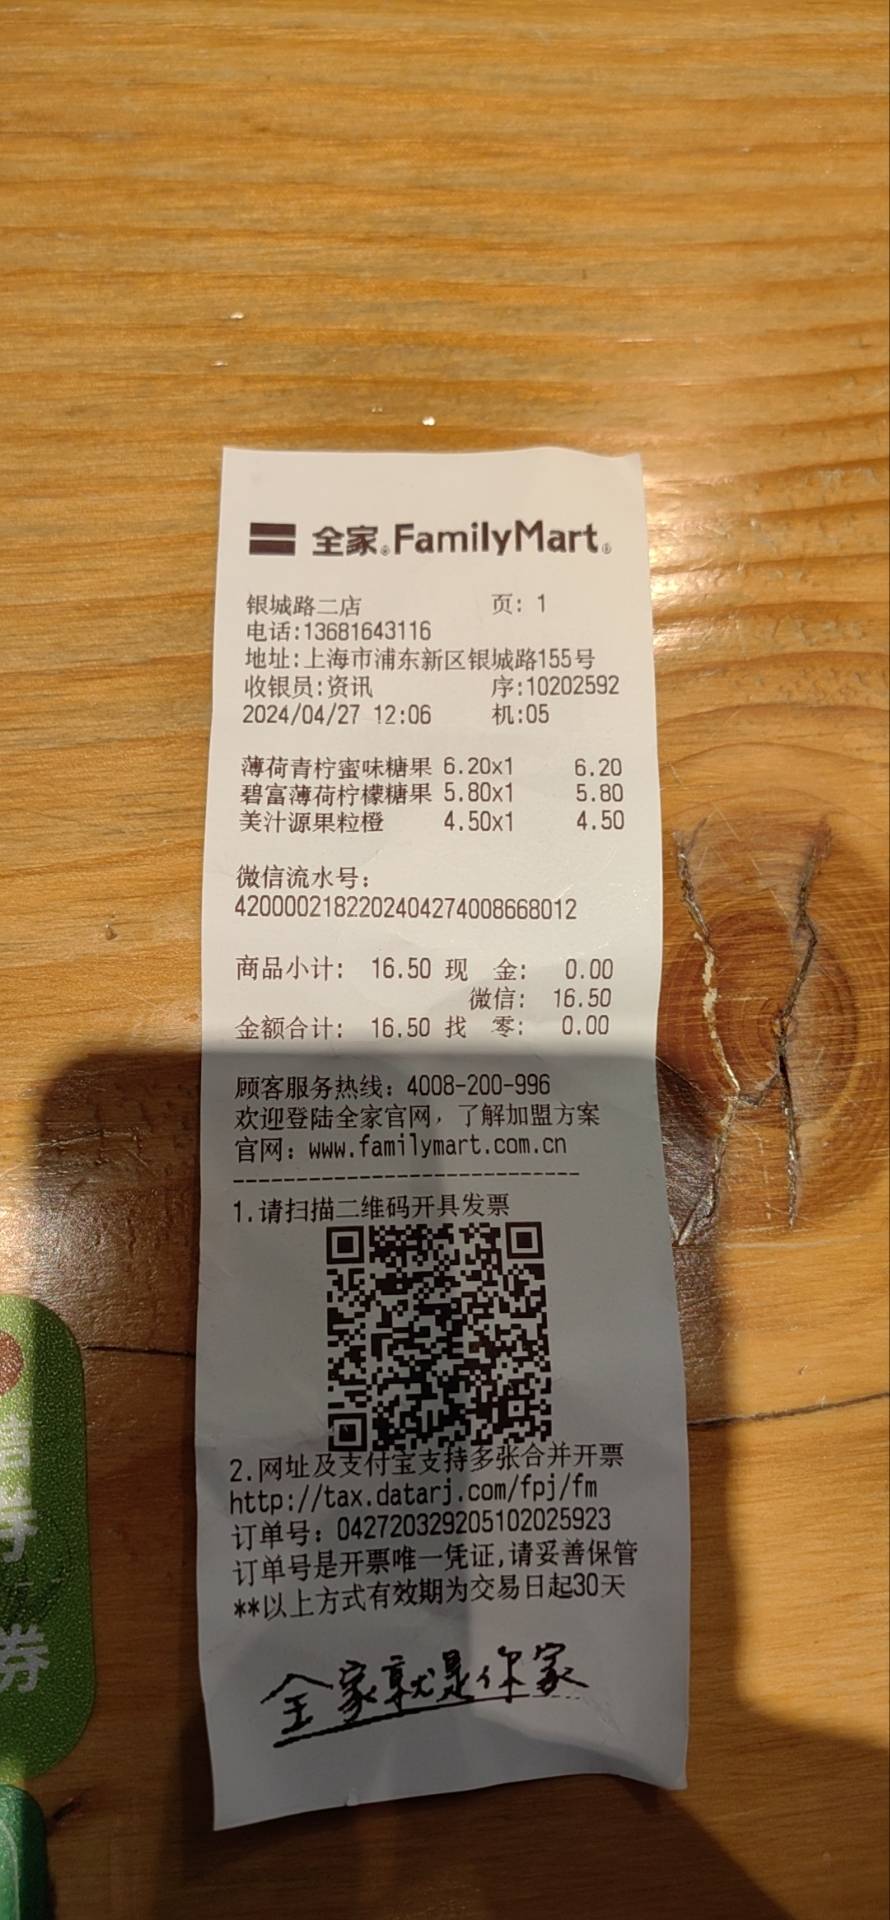 全家 FamilyMart
银城路二店 页: 1
电话:13681643116
地址:上海市浦东新区银城路155号
收银员:资讯 序:10202592
2024/04/27 12:06 机:05
薄荷青柠蜜味糖果 6.20x1 6.20
碧富薄荷柠檬糖果 5.80x1 5.80
美汁源果粒橙 4.50x1 4.50
微信流水号:
4200002182202404274008668012
商品小计: 16.50 现 金: 0.00
微信: 16.50
金额合计: 16.50 找 零: 0.00
顾客服务热线: 4008-200-996
欢迎登陆全家官网，了解加盟方案
官网: www.familymart.com.cn
1.请扫描二维码开具发票
2.网址及支付宝支持多张合并开票
http://tax.datarj.com/fpj/fm
订单号: 042720329205102025923
订单号是开票唯一凭证,请妥善保管
**以上方式有效期为交易日起30天
全家就是你家
券